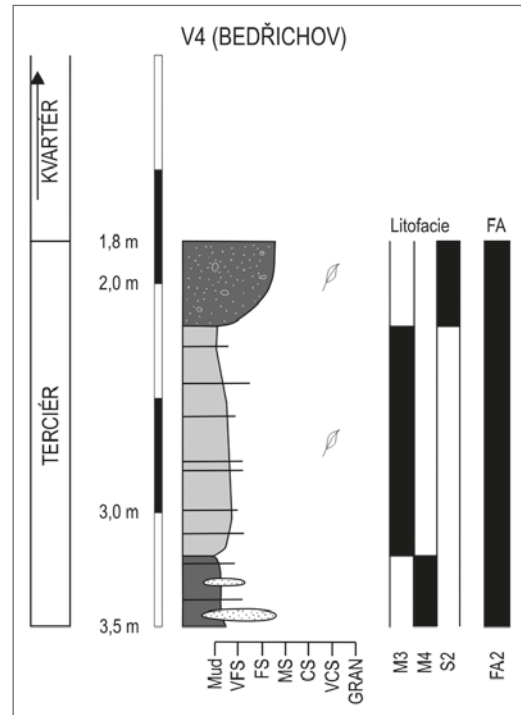 V4 (BEDŘICHOV)
KVARTÉR
TERCIÉR
Litofacie
FA
1,8 m
2,0 m
3,0 m
3,5 m
Mud
VFS
FS
MS
CS
VCS
GRAN
M3
M4
S2
FA2